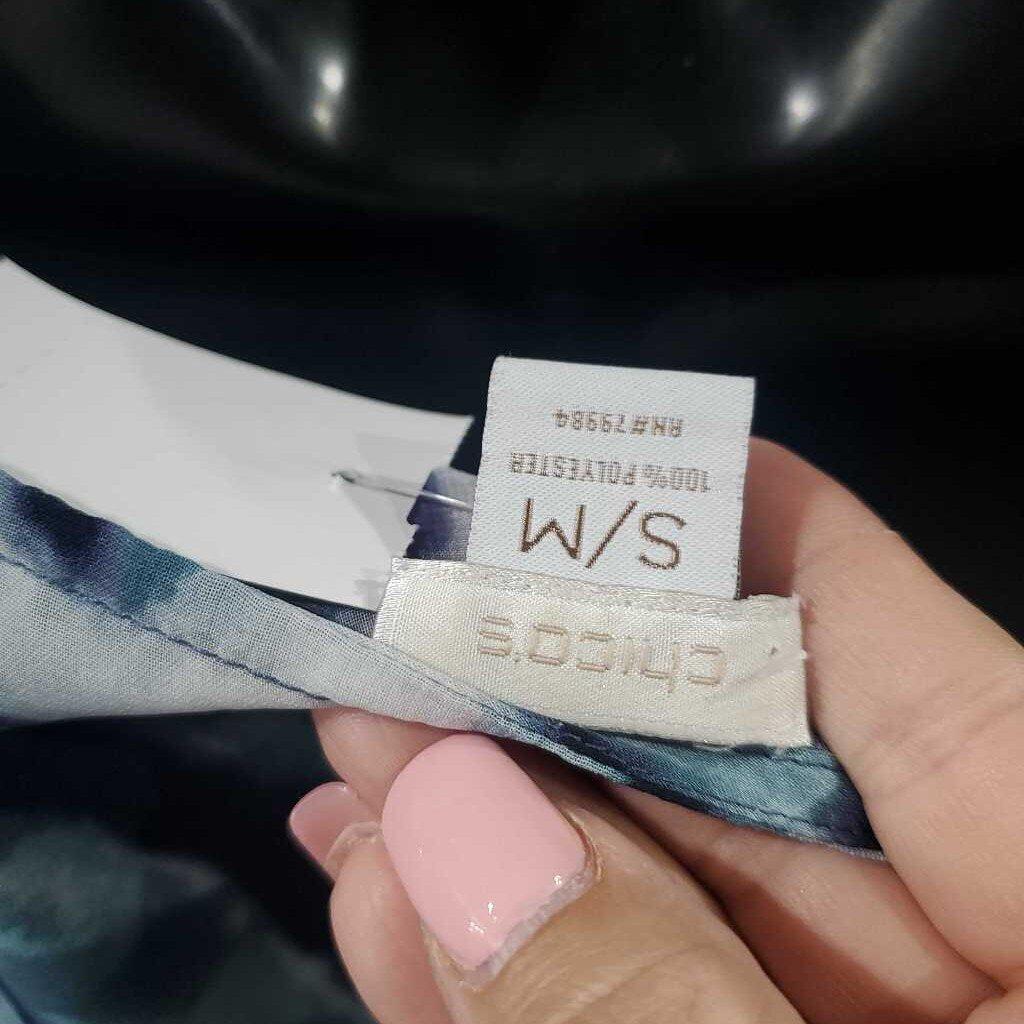 chico's
S/M
100% POLYESTER
RN#79984